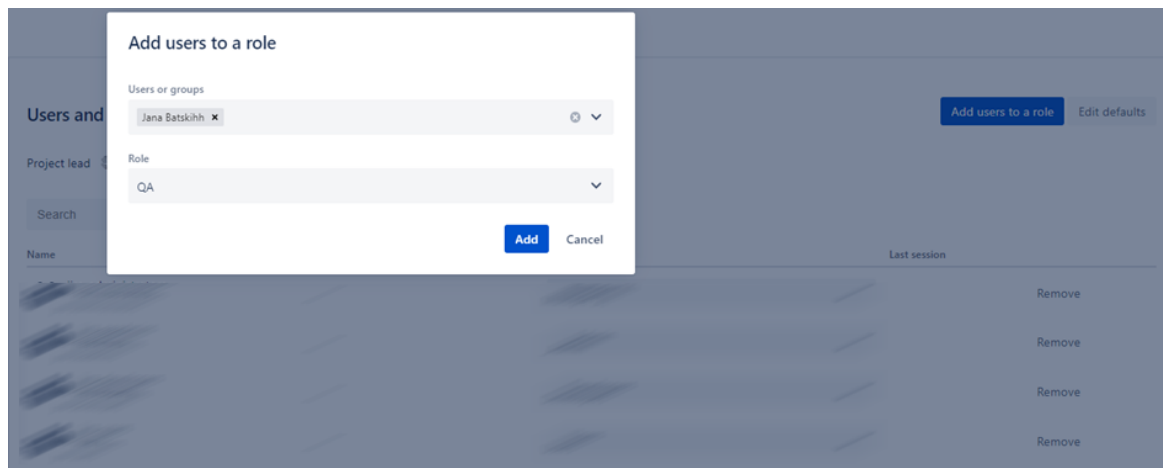 Add users to a role
Users or groups
Jana Batskihh ×
Role
QA
Add Cancel
Users and
Add users to a role Edit defaults
Project lead
Search
Name Last session
Remove
Remove
Remove
Remove